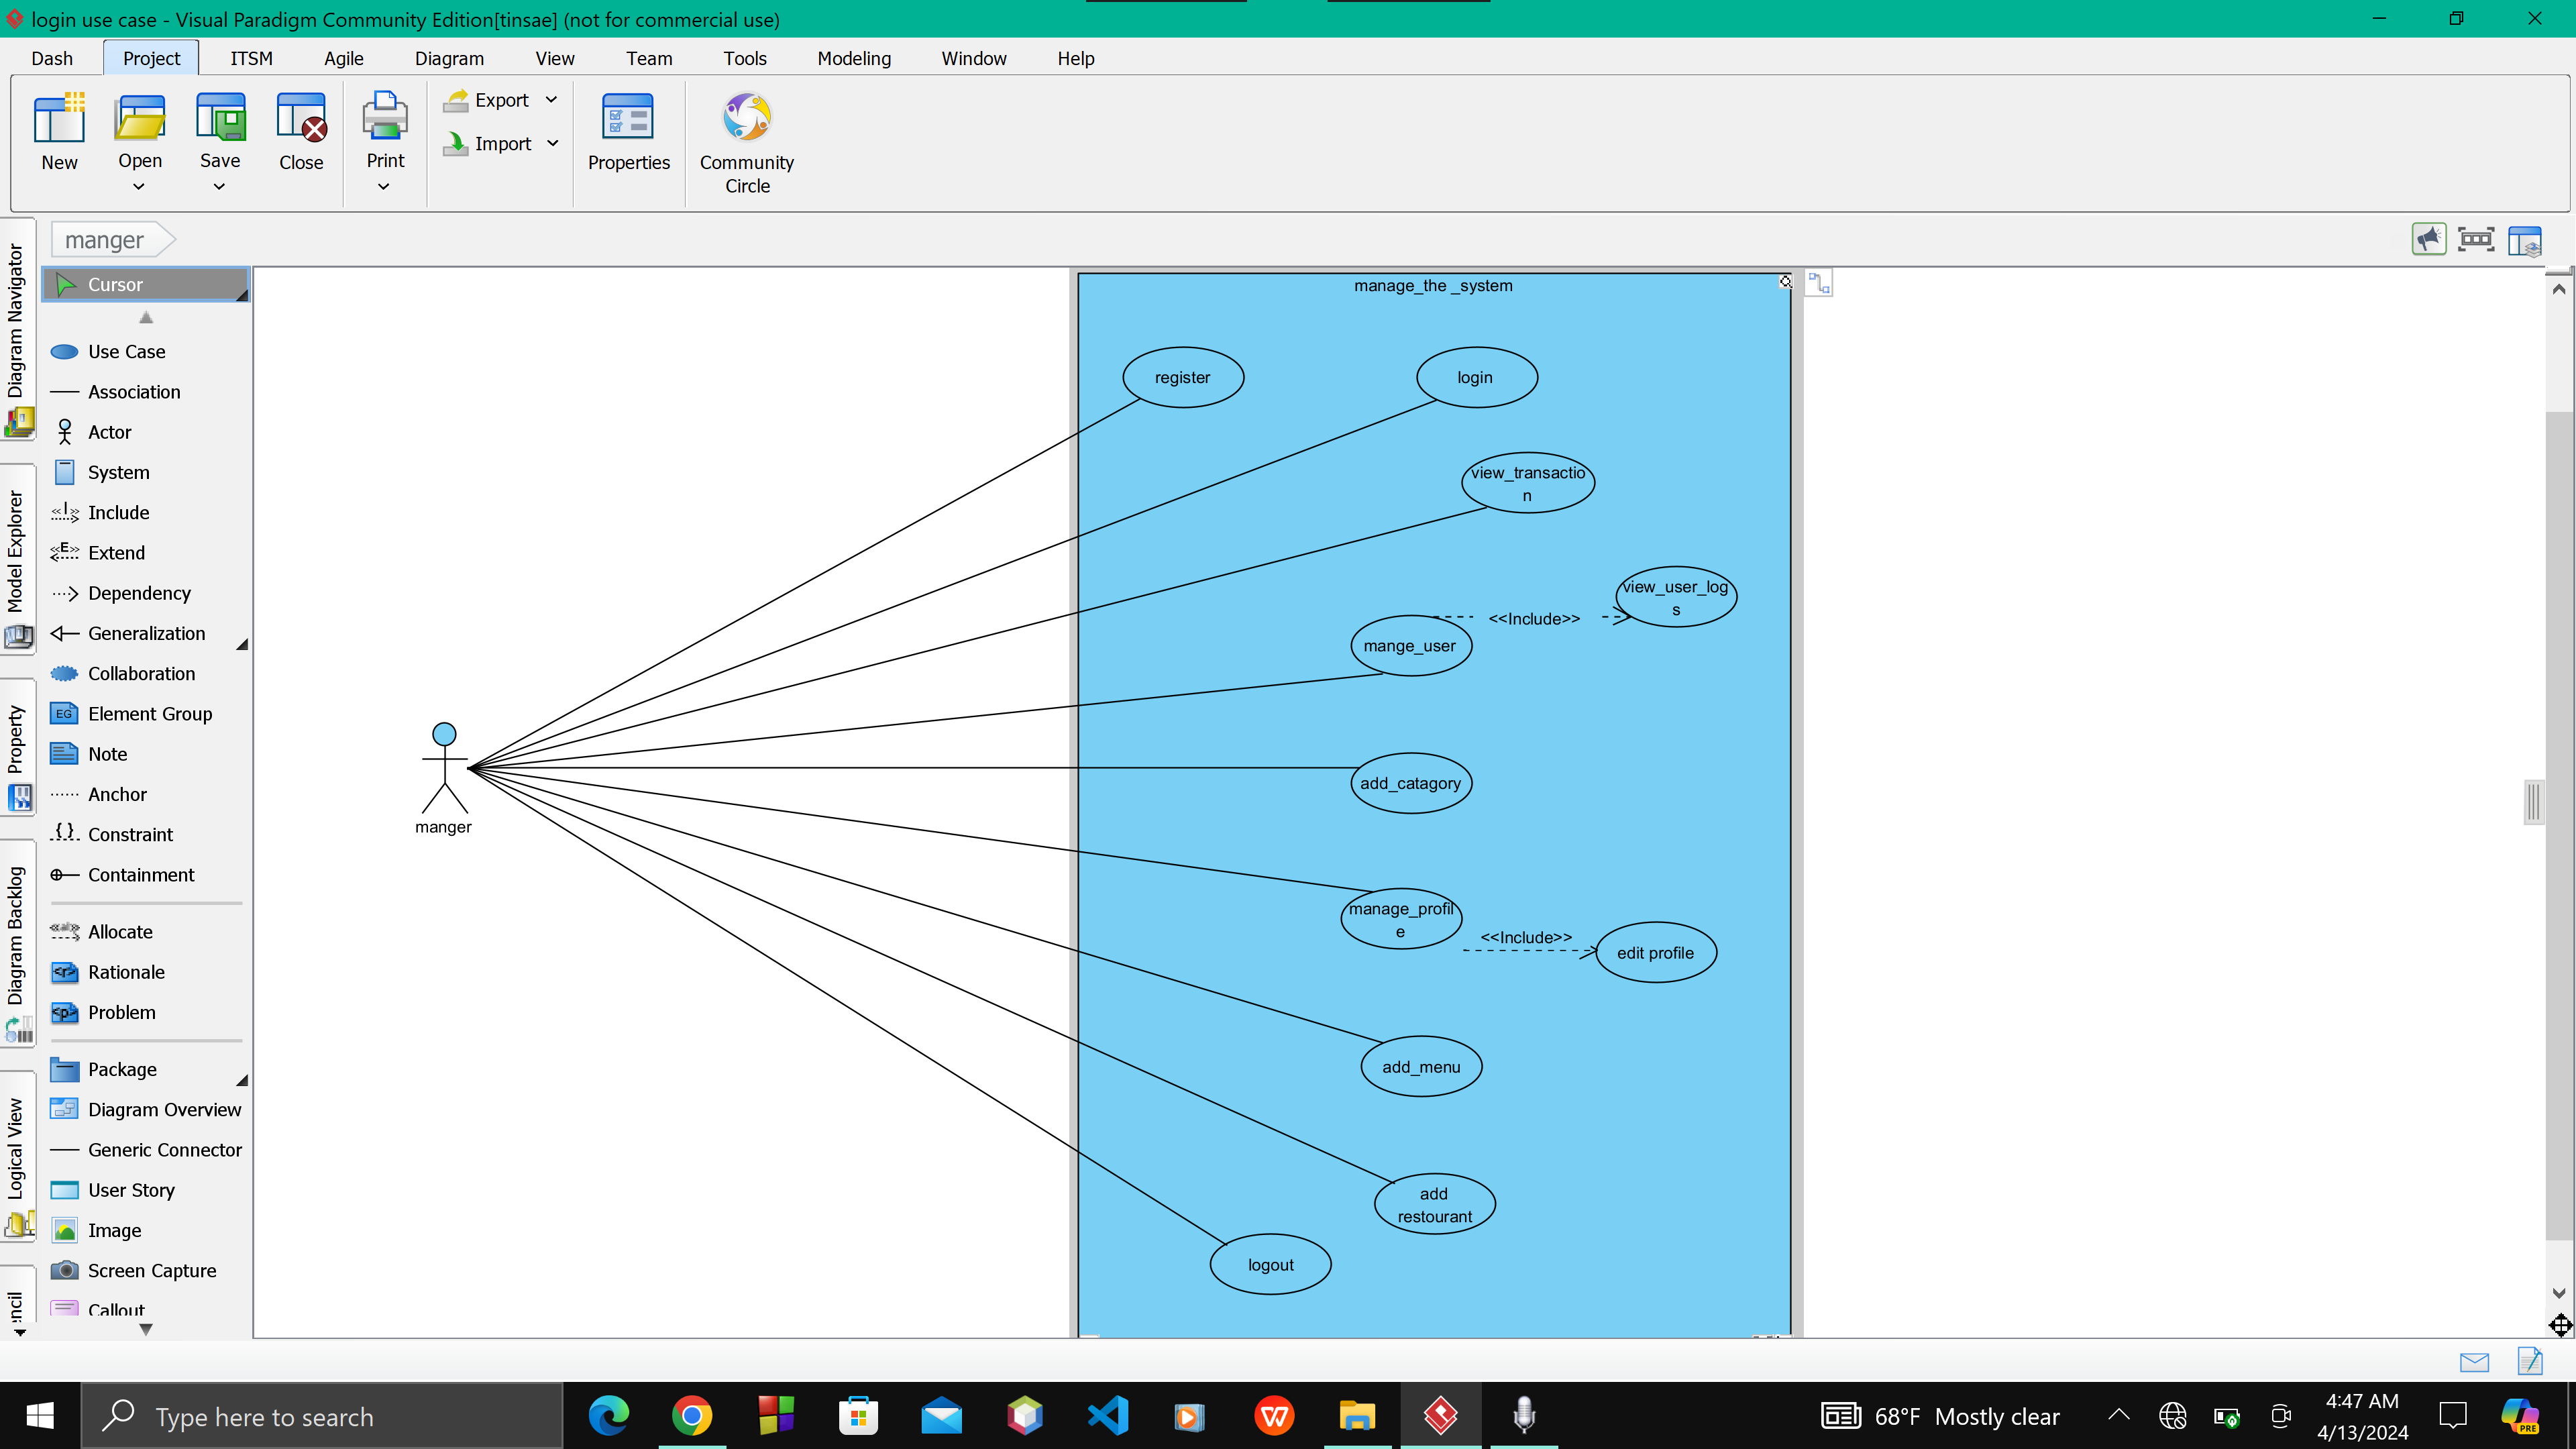 login use case - Visual Paradigm Community Edition[tinsae] (not for commercial use)
Dash
Project
ITSM
Agile
Diagram
View
Team
Tools
Modeling
Window
Help
New
Open
Save
Close
Print
Export
Import
Properties
Community
Circle
manger
Diagram Navigator
Model Explorer
Property
Diagram Backlog
Logical View
Cursor
Use Case
Association
Actor
System
<<I>>
Include
<<E>>
Extend
Dependency
Generalization
Collaboration
EG
Element Group
Note
Anchor
{ }
Constraint
Containment
Allocate
<r>
Rationale
<p>
Problem
Package
Diagram Overview
Generic Connector
User Story
Image
Screen Capture
Callout
manage_the _system
register
login
view_transactio
n
view_user_log
s
<<Include>>
mange_user
add_catagory
manger
manage_profil
e
<<Include>>
edit profile
add_menu
add
restourant
logout
Type here to search
68°F Mostly clear
4:47 AM
4/13/2024
PRE